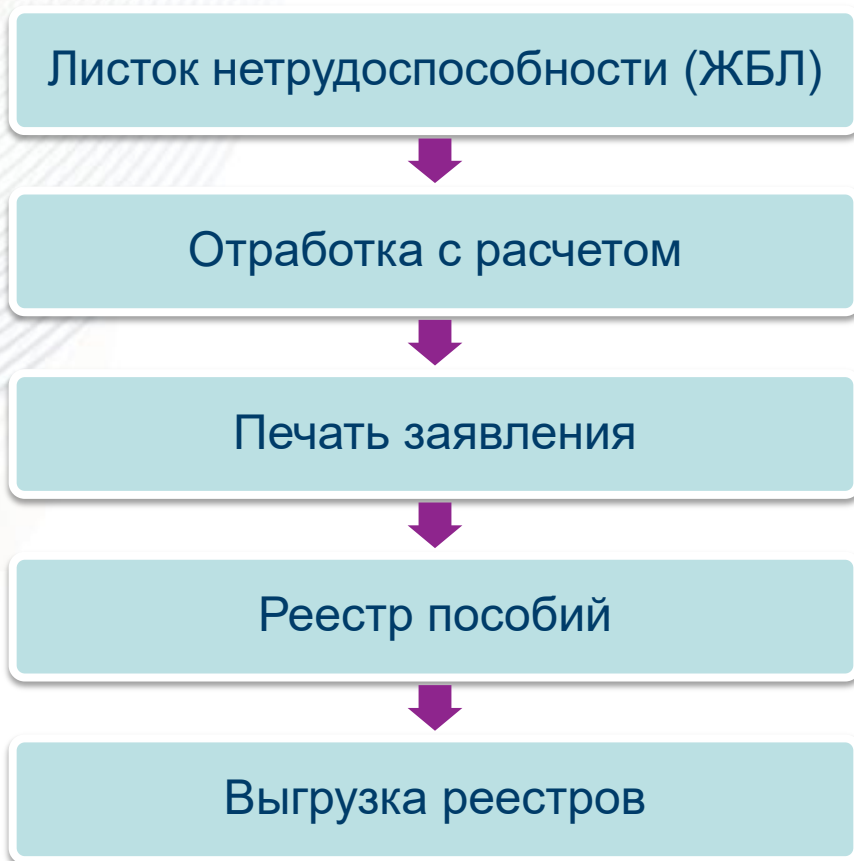 Листок нетрудоспособности (ЖБЛ)
Отработка с расчетом
Печать заявления
Реестр пособий
Выгрузка реестров